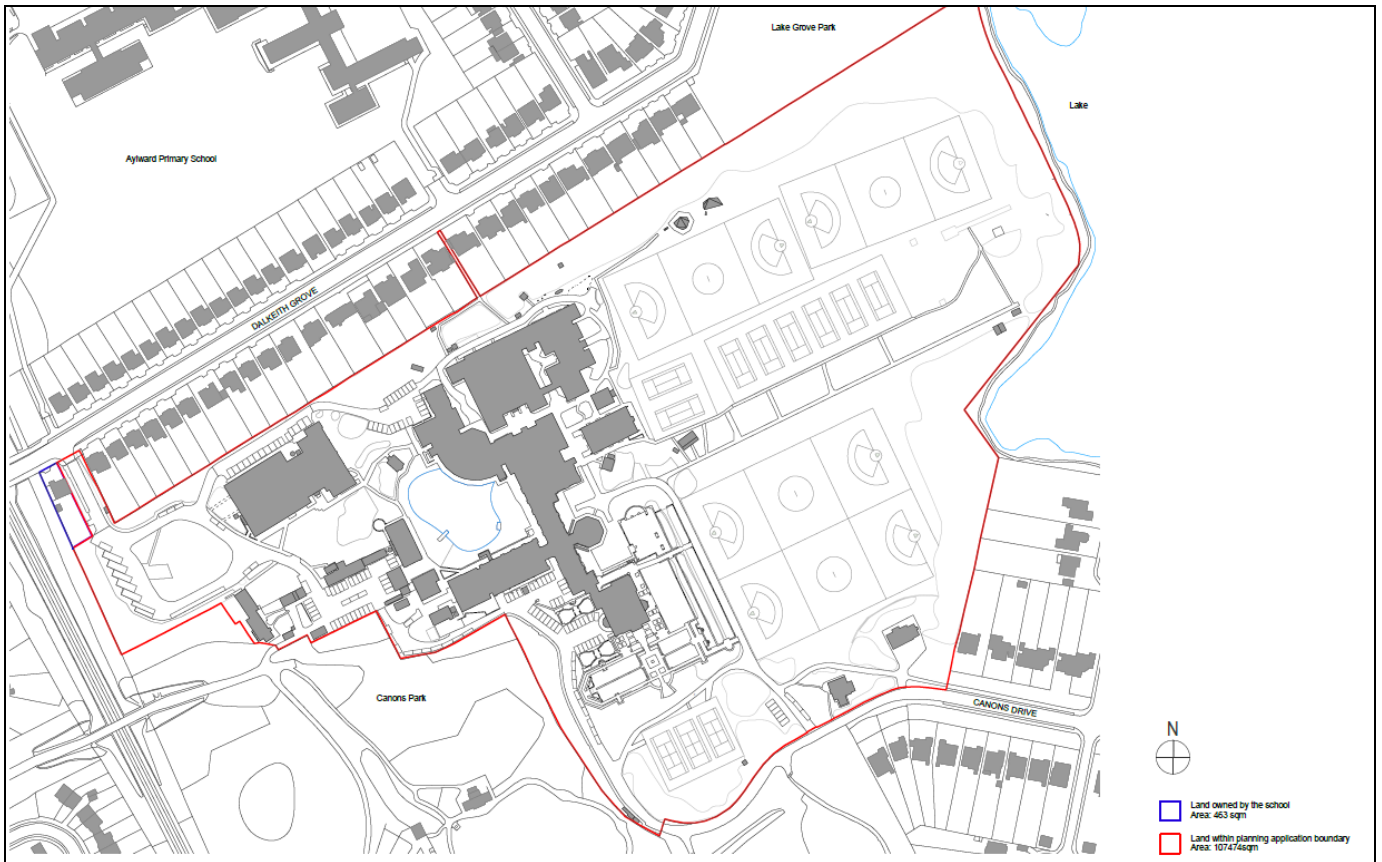 Lake Grove Park
Lake
Aylward Primary School
DALKEITH GROVE
Canons Park
CANONS DRIVE
N
Land owned by the school
Area: 463 sqm
Land within planning application boundary
Area: 107474sqm